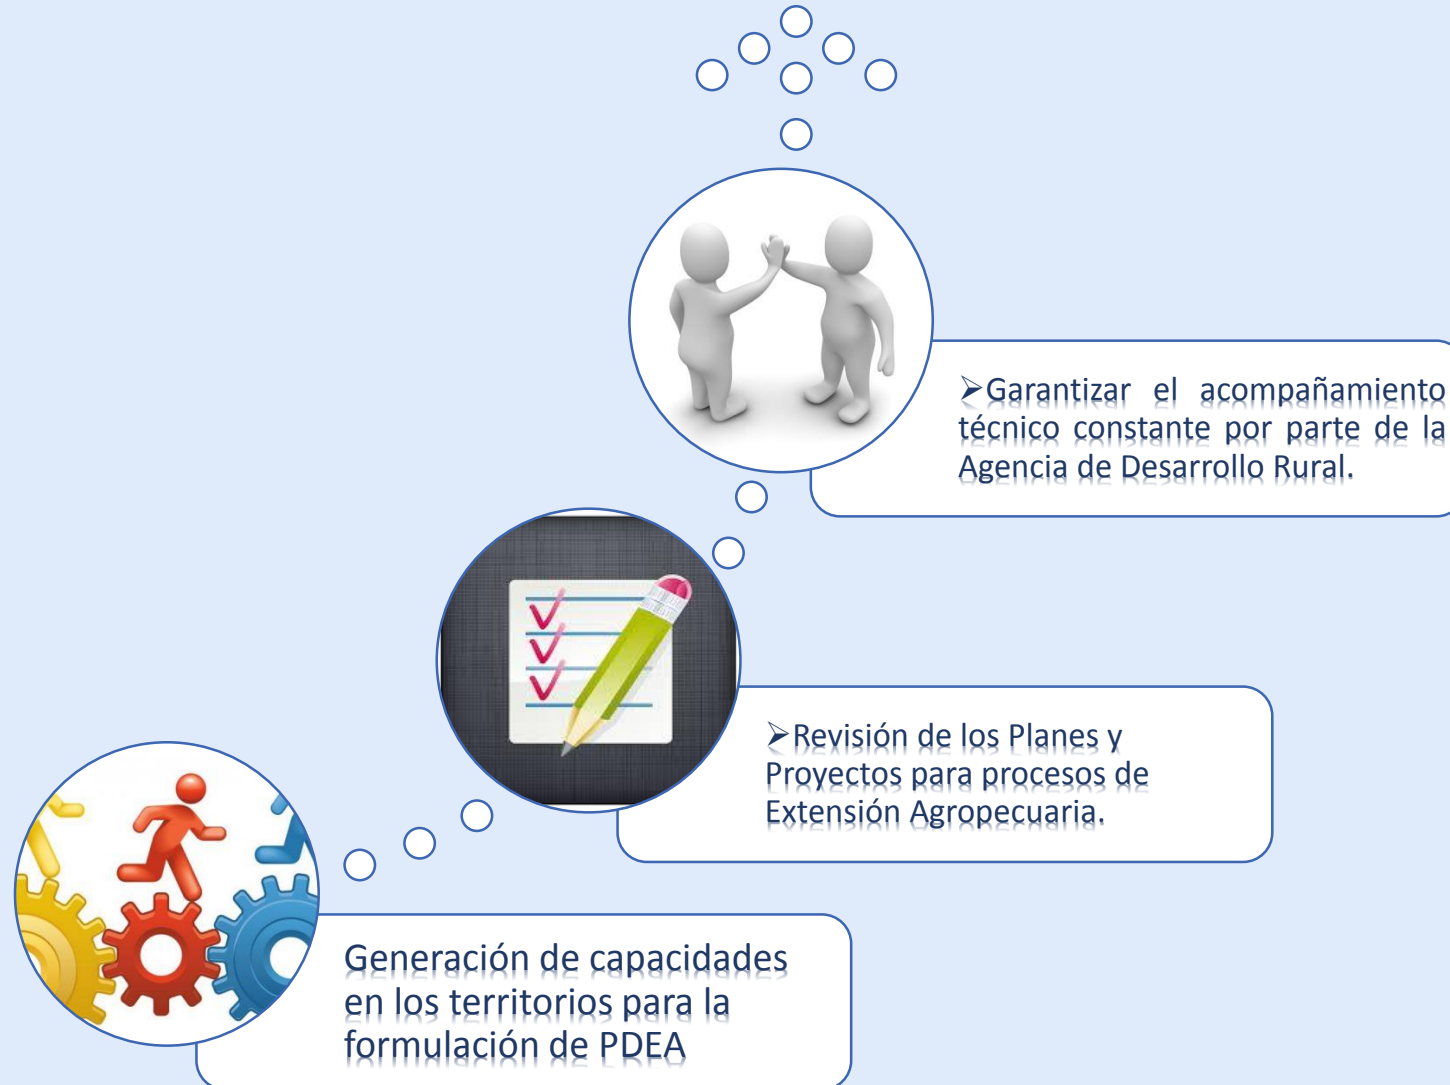 ➢Garantizar el acompañamiento
técnico constante por parte de la
Agencia de Desarrollo Rural.
➢Revisión de los Planes y
Proyectos para procesos de
Extensión Agropecuaria.
Generación de capacidades
en los territorios para la
formulación de PDEA